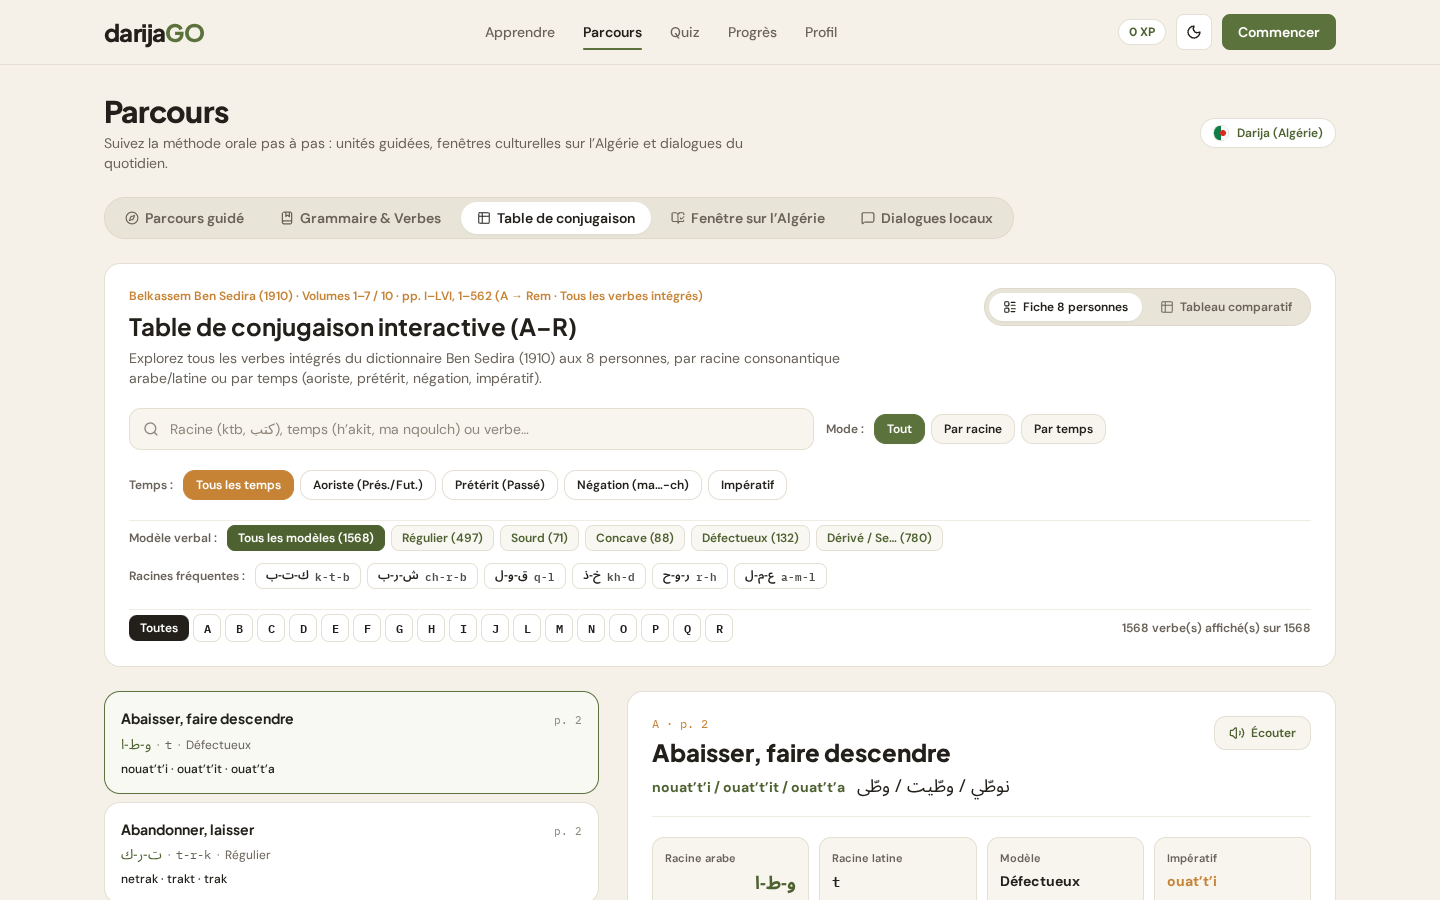 darijaGO
Apprendre Parcours Quiz Progrès Profil
0 XP
Commencer
Parcours
Suivez la méthode orale pas à pas : unités guidées, fenêtres culturelles sur l’Algérie et dialogues du
quotidien.
Darija (Algérie)
Parcours guidé Grammaire & Verbes Table de conjugaison Fenêtre sur l’Algérie Dialogues locaux
Belkassem Ben Sedira (1910) · Volumes 1–7 / 10 · pp. I–LVI, 1–562 (A → Rem · Tous les verbes intégrés)
Fiche 8 personnes Tableau comparatif
Table de conjugaison interactive (A–R)
Explorez tous les verbes intégrés du dictionnaire Ben Sedira (1910) aux 8 personnes, par racine consonantique
arabe/latine ou par temps (aoriste, prétérit, négation, impératif).
Racine (ktb, كتب), temps (h’akit, ma nqoulch) ou verbe…
Mode : Tout Par racine Par temps
Temps : Tous les temps Aoriste (Prés./Fut.) Prétérit (Passé) Négation (ma…-ch) Impératif
Modèle verbal : Tous les modèles (1568) Régulier (497) Sourd (71) Concave (88) Défectueux (132) Dérivé / Se… (780)
Racines fréquentes : ك-ت-ب k-t-b ش-ر-ب ch-r-b ق-و-ل q-l خ-ذ kh-d ر-و-ح r-h ع-م-ل a-m-l
Toutes A B C D E F G H I J L M N O P Q R
1568 verbe(s) affiché(s) sur 1568
Abaisser, faire descendre p. 2
و-ط-ا · t · Défectueux
nouat’t’i · ouat’t’it · ouat’t’a
Abandonner, laisser p. 2
ت-ر-ك · t-r-k · Régulier
netrak · trakt · trak
A · p. 2
Écouter
Abaisser, faire descendre
nouat’t’i / ouat’t’it / ouat’t’a نوطّي / وطّيت / وطّى
Racine arabe
و-ط-ا
Racine latine
t
Modèle
Défectueux
Impératif
ouat’t’i